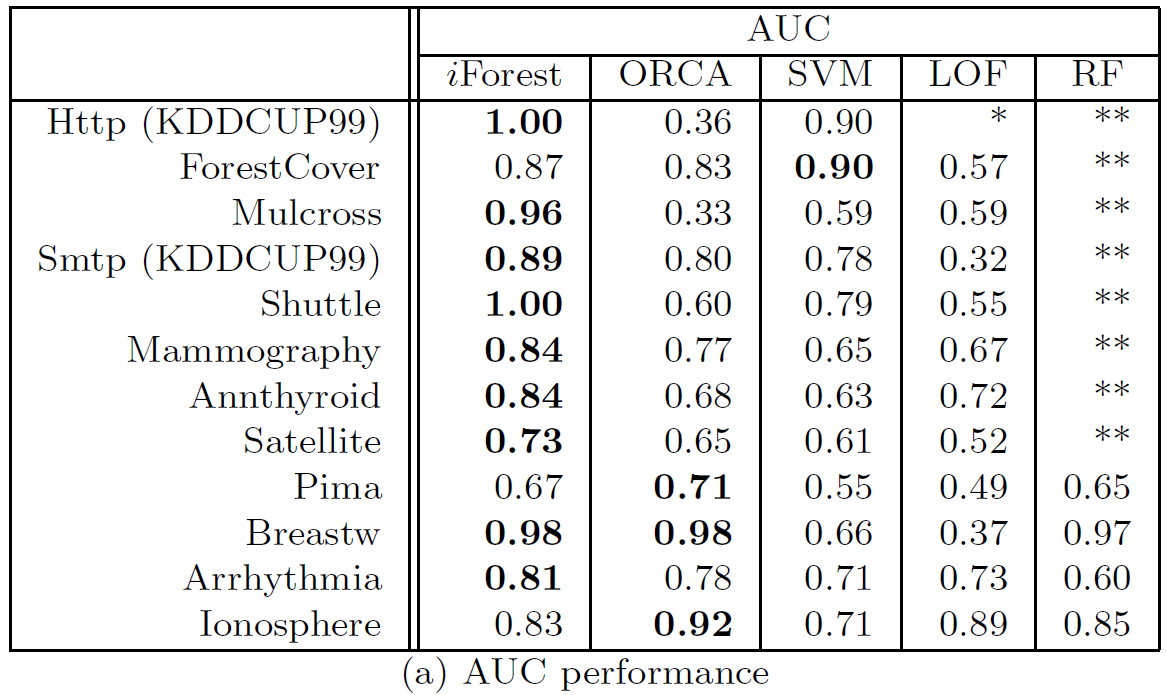 AUC
iForest ORCA SVM LOF RF
Http (KDDCUP99) 1.00 0.36 0.90 * **
ForestCover 0.87 0.83 0.90 0.57 **
Mulcross 0.96 0.33 0.59 0.59 **
Smtp (KDDCUP99) 0.89 0.80 0.78 0.32 **
Shuttle 1.00 0.60 0.79 0.55 **
Mammography 0.84 0.77 0.65 0.67 **
Annthyroid 0.84 0.68 0.63 0.72 **
Satellite 0.73 0.65 0.61 0.52 **
Pima 0.67 0.71 0.55 0.49 0.65
Breastw 0.98 0.98 0.66 0.37 0.97
Arrhythmia 0.81 0.78 0.71 0.73 0.60
Ionosphere 0.83 0.92 0.71 0.89 0.85
(a) AUC performance